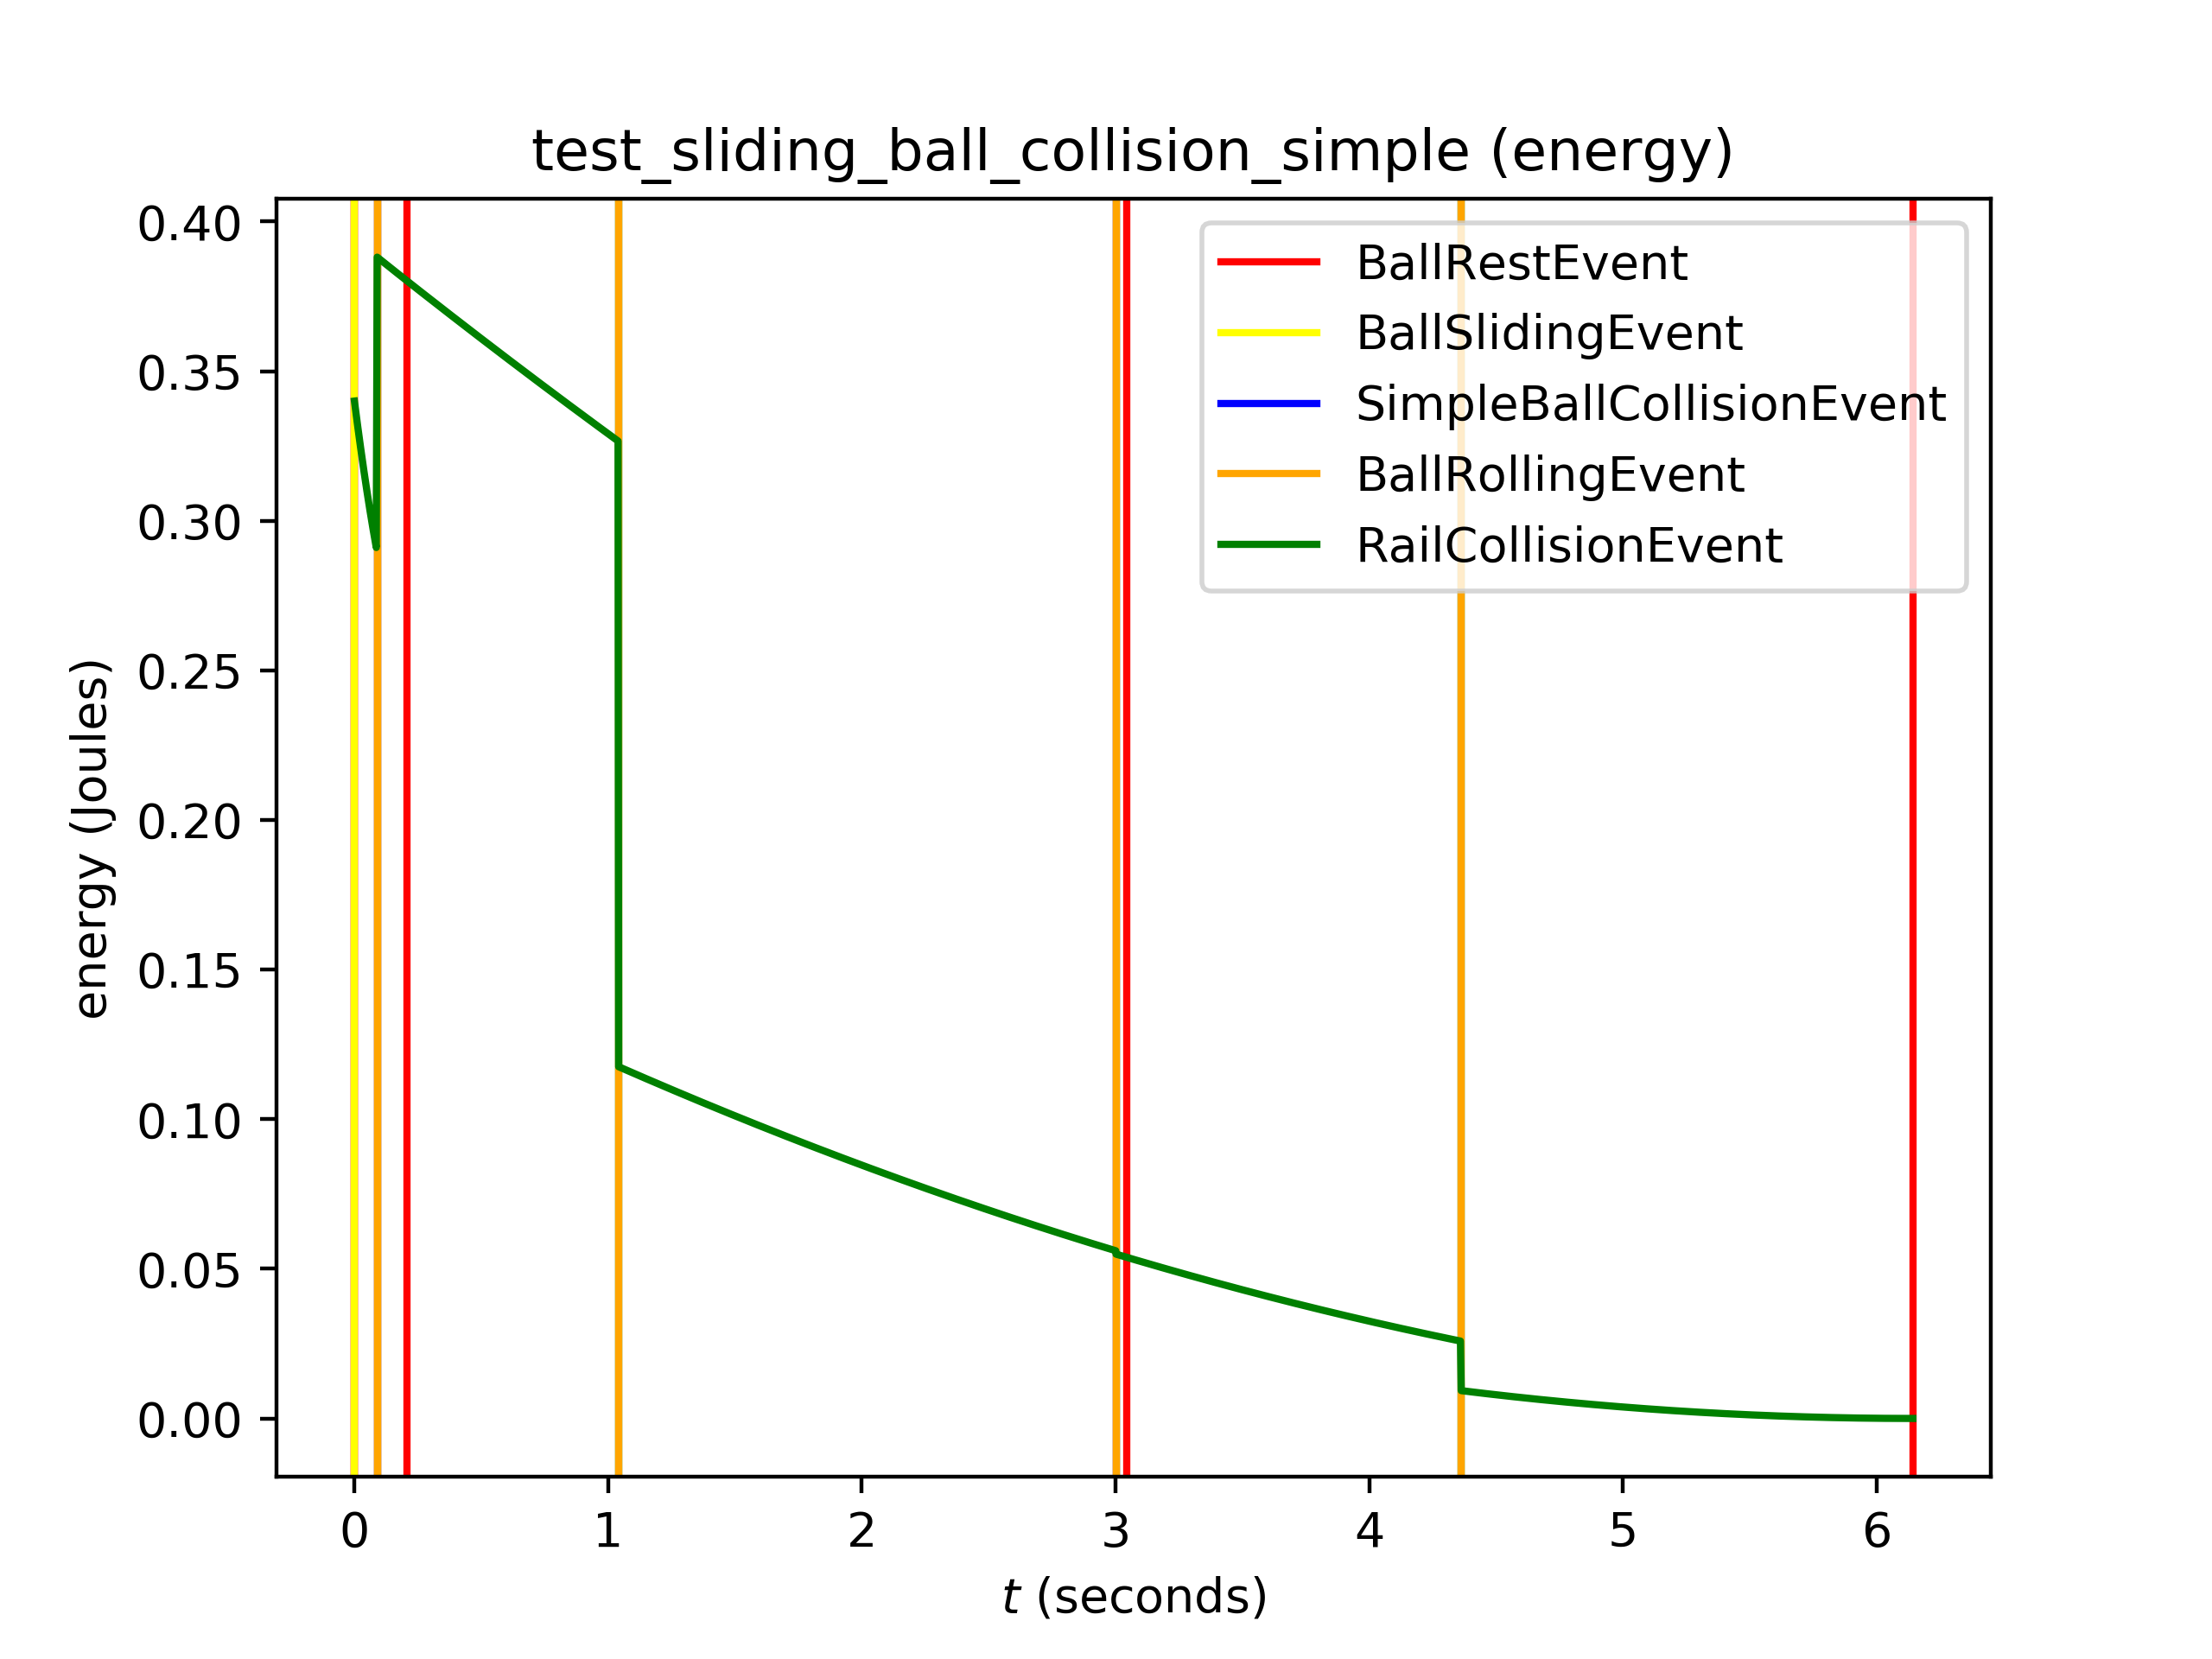 test_sliding_ball_collision_simple (energy)
0.40
0.35
0.30
0.25
0.20
0.15
0.10
0.05
0.00
energy (Joules)
BallRestEvent
BallSlidingEvent
SimpleBallCollisionEvent
BallRollingEvent
RailCollisionEvent
0 1 2 3 4 5 6
t (seconds)